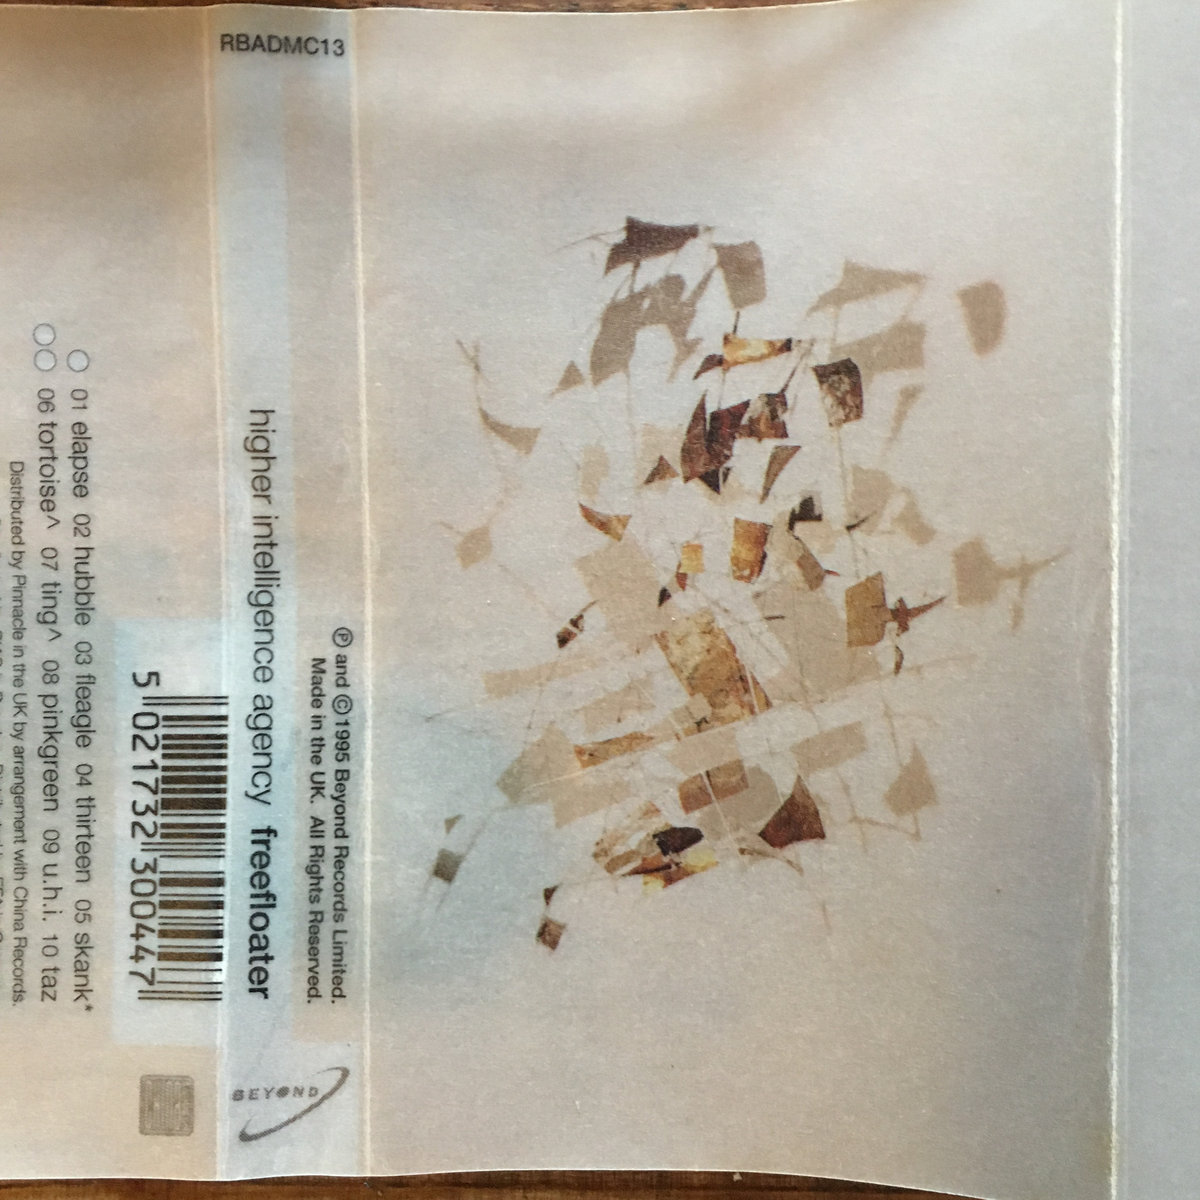 RBADMC13
Ⓟ and ©1995 Beyond Records Limited.
Made in the UK. All Rights Reserved.
higher intelligence agency freefloater
BEYOND
5 021732 300447
01 elapse 02 hubble 03 fleagle 04 thirteen 05 skank*
06 tortoise^ 07 ting^ 08 pinkgreen 09 u.h.i. 10 taz
Distributed by Pinnacle in the UK by arrangement with China Records.